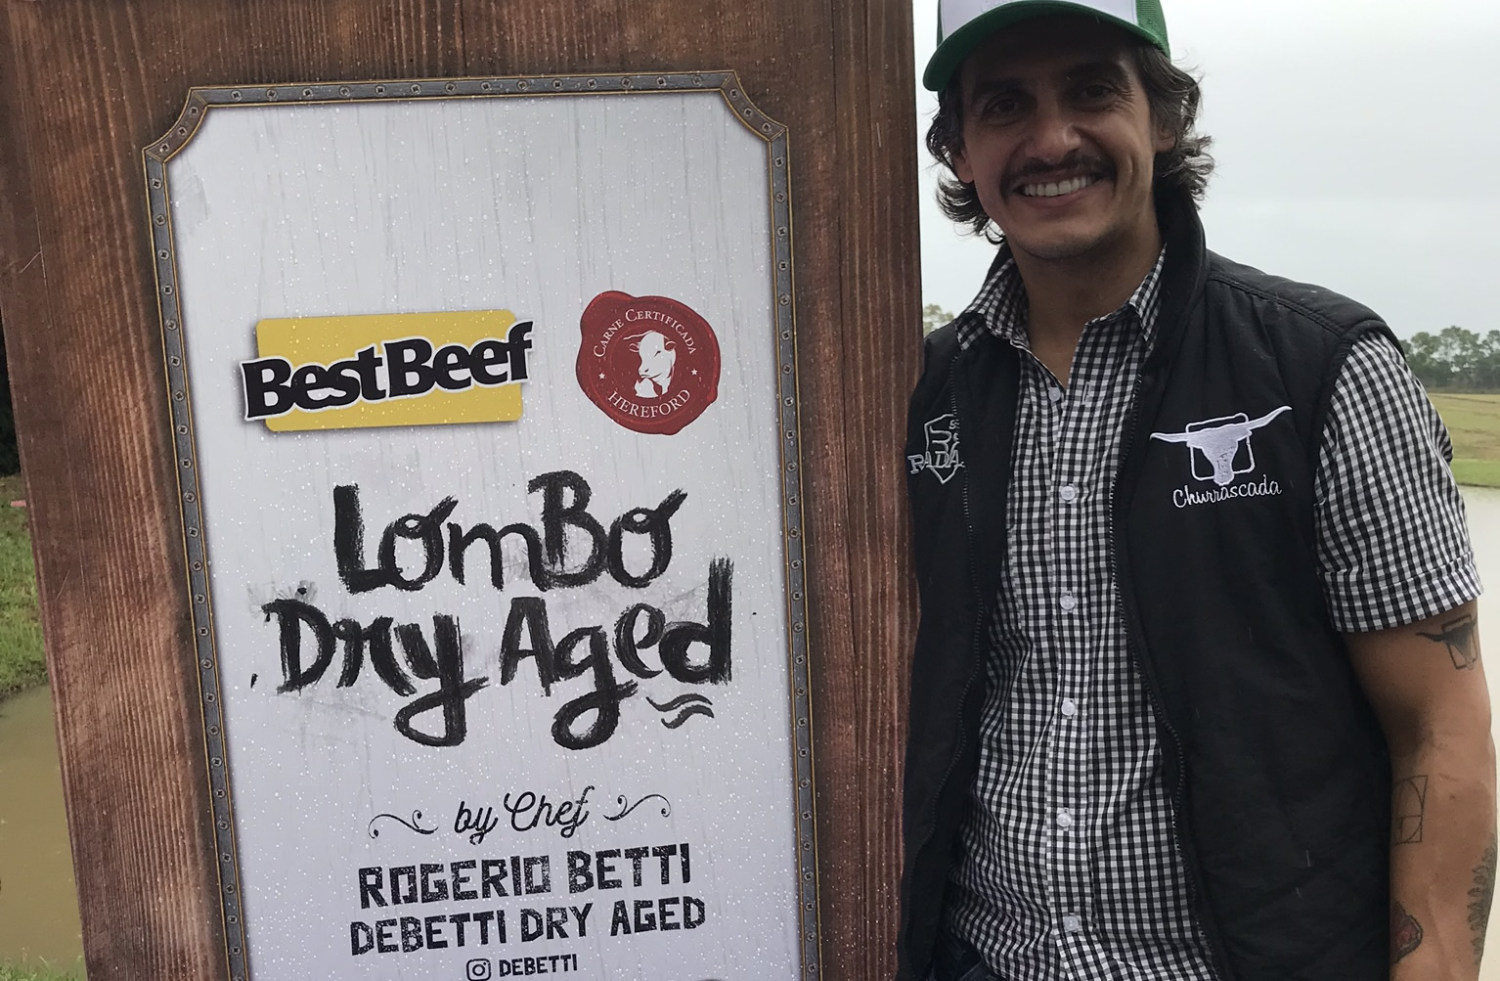 BestBeef
CARNE CERTIFICADA
HEREFORD
LomBo
Dry Aged
by Chef
ROGERIO BETTI
DEBETTI DRY AGED
DEBETTI
Churrascada